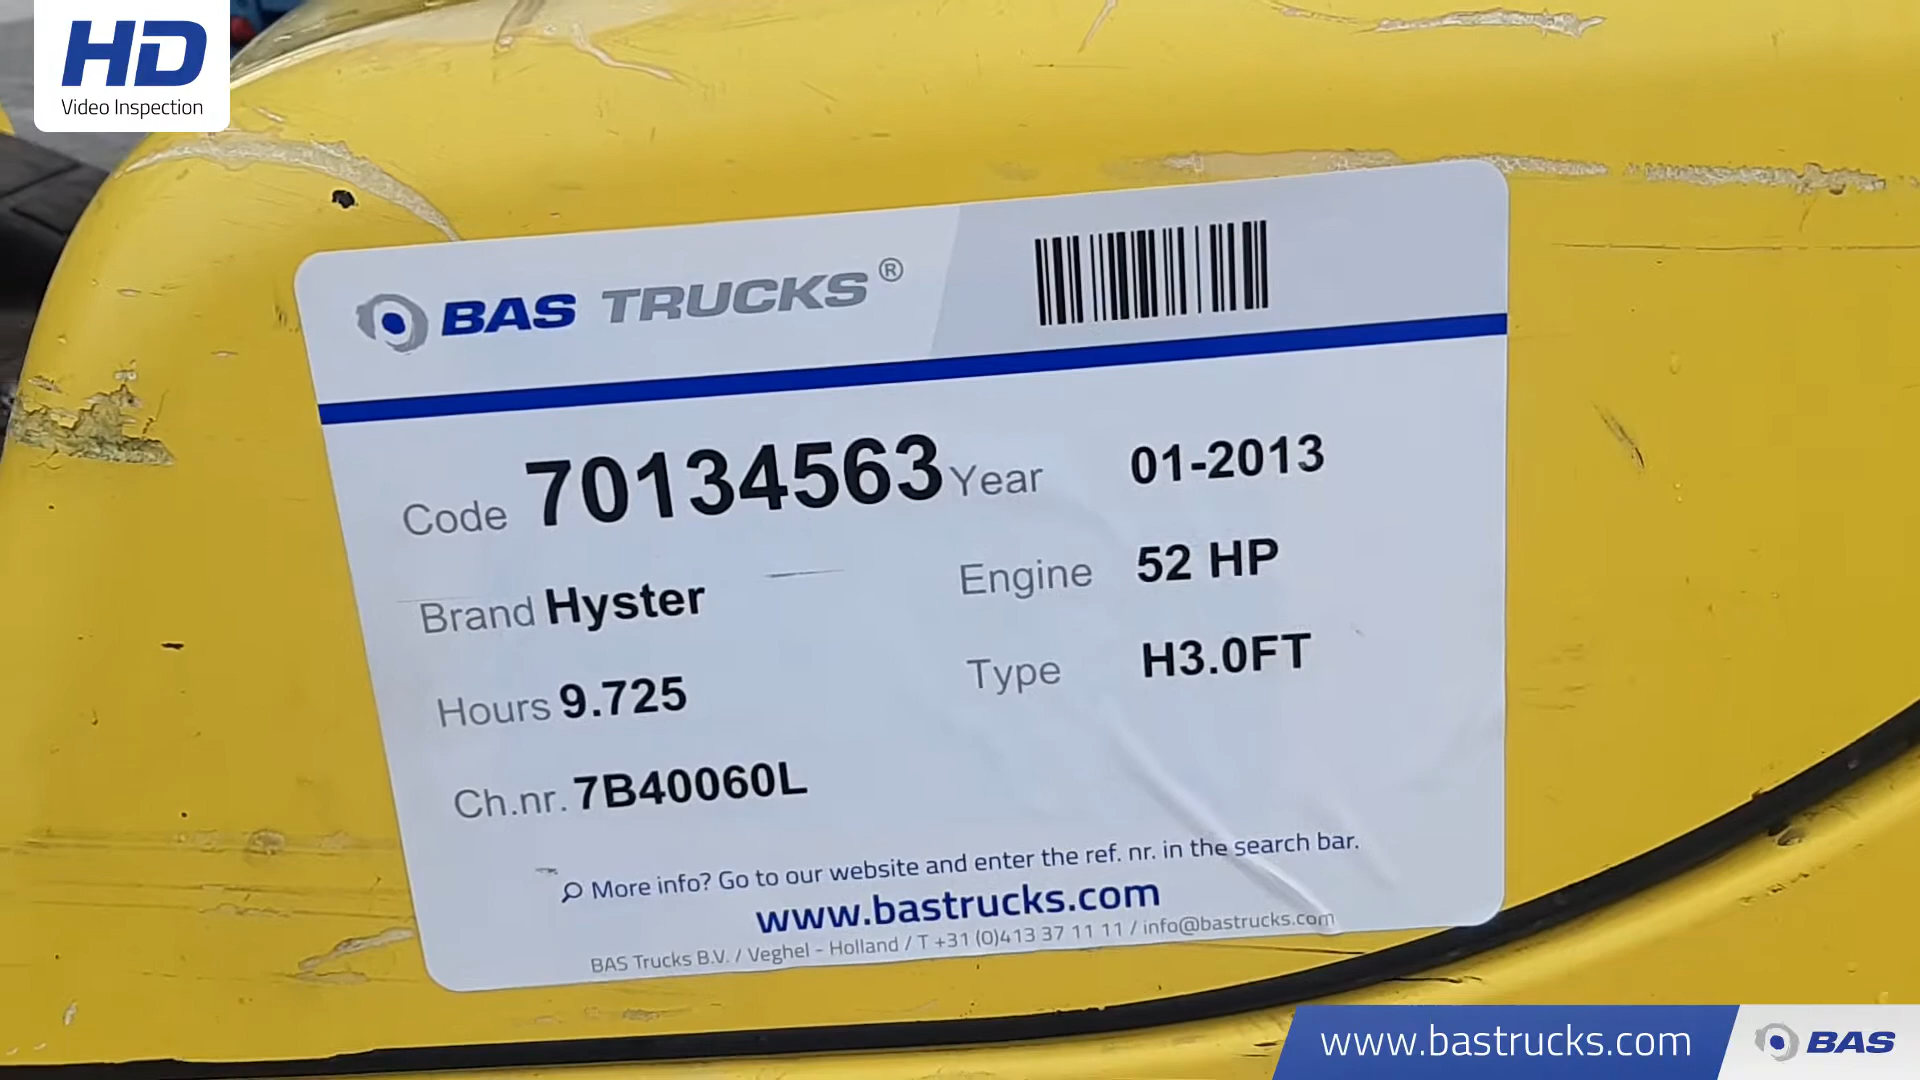 HD
Video Inspection
BAS TRUCKS®
Code 70134563 Year 01-2013
Brand Hyster Engine 52 HP
Hours 9.725 Type H3.0FT
Ch.nr. 7B40060L
More info? Go to our website and enter the ref. nr. in the search bar.
www.bastrucks.com
BAS Trucks B.V. / Veghel - Holland / T +31 (0)413 37 11 11 / info@bastrucks.com
www.bastrucks.com BAS